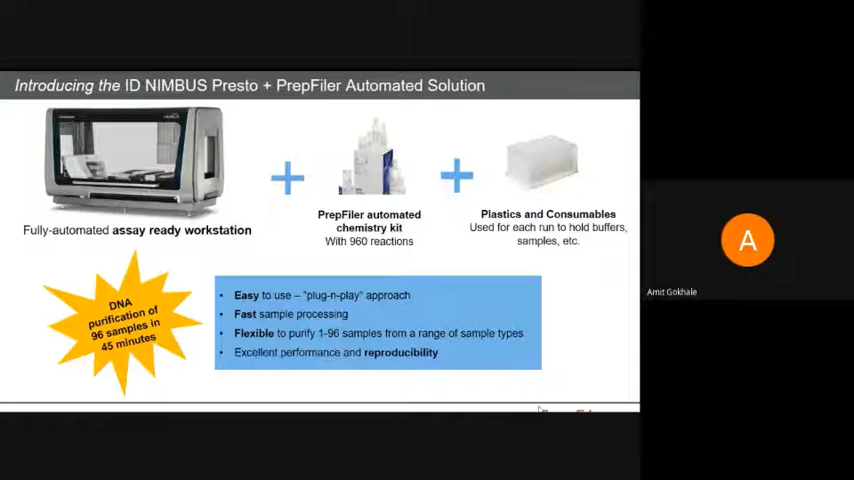 Introducing the ID NIMBUS Presto + PrepFiler Automated Solution
Fully-automated assay ready workstation
PrepFiler automated
chemistry kit
With 960 reactions
Plastics and Consumables
Used for each run to hold buffers,
samples, etc.
DNA
purification of
96 samples in
45 minutes
• Easy to use – "plug-n-play" approach
• Fast sample processing
• Flexible to purify 1-96 samples from a range of sample types
• Excellent performance and reproducibility
A
Amit Gokhale